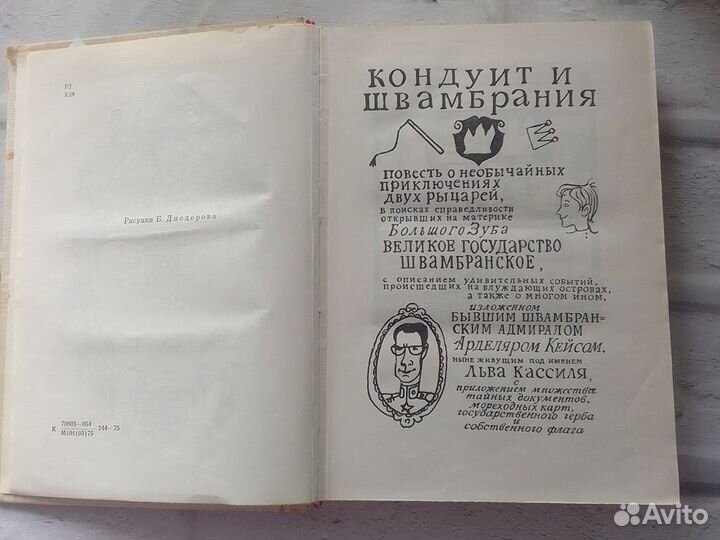 Р2
К28
Рисунки Б. Диодорова
К 70803—054 244—75
М101(03)75
КОНДУИТ И
ШВАМБРАНИЯ
ПОВЕСТЬ О НЕОБЫЧАЙНЫХ
ПРИКЛЮЧЕНИЯХ
ДВУХ РЫЦАРЕЙ,
В ПОИСКАХ СПРАВЕДЛИВОСТИ
ОТКРЫВШИХ НА МАТЕРИКЕ
БОЛЬШОГО ЗУБА
ВЕЛИКОЕ ГОСУДАРСТВО
ШВАМБРАНСКОЕ,
С ОПИСАНИЕМ УДИВИТЕЛЬНЫХ СОБЫТИЙ,
ПРОИСШЕДШИХ НА БЛУЖДАЮЩИХ ОСТРОВАХ,
А ТАКЖЕ О МНОГОМ ИНОМ,
ИЗЛОЖЕННОМ
БЫВШИМ ШВАМБРАН-
СКИМ АДМИРАЛОМ
АРДЕЛЯРОМ КЕЙСОМ,
НЫНЕ ЖИВУЩИМ ПОД ИМЕНЕМ
ЛЬВА КАССИЛЯ,
С
ПРИЛОЖЕНИЕМ МНОЖЕСТВА
ТАЙНЫХ ДОКУМЕНТОВ,
МОРЕХОДНЫХ КАРТ,
ГОСУДАРСТВЕННОГО ГЕРБА
И
СОБСТВЕННОГО ФЛАГА
Avito